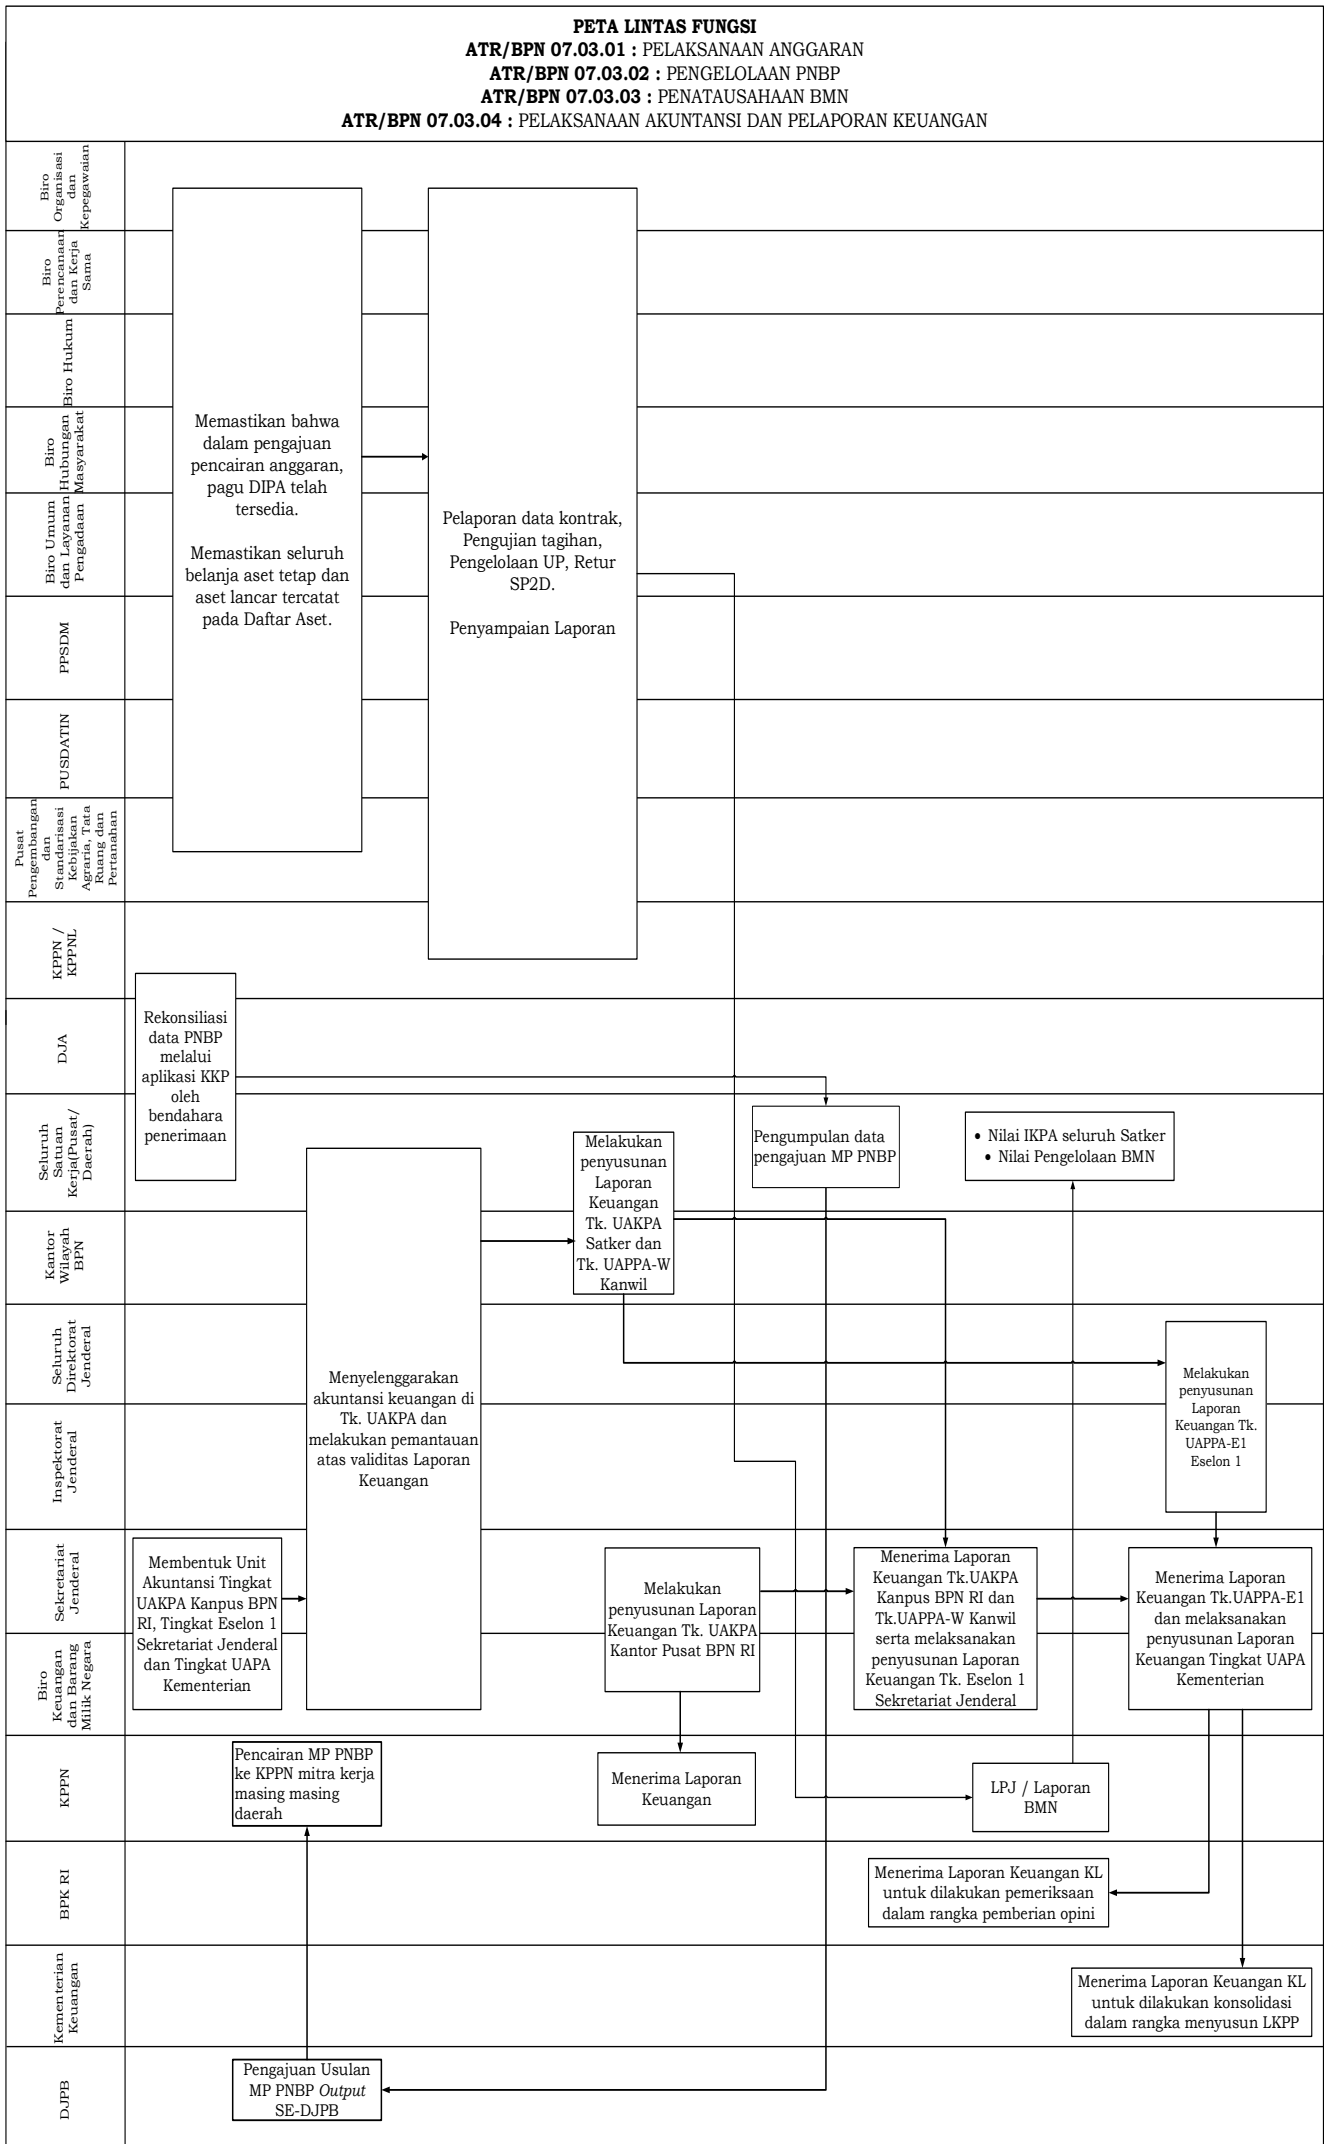 PETA LINTAS FUNGSI
ATR/BPN 07.03.01 : PELAKSANAAN ANGGARAN
ATR/BPN 07.03.02 : PENGELOLAAN PNBP
ATR/BPN 07.03.03 : PENATAUSAHAAN BMN
ATR/BPN 07.03.04 : PELAKSANAAN AKUNTANSI DAN PELAPORAN KEUANGAN
Biro
Organisasi
dan
Kepegawaian
Biro
Perencanaan
dan Kerja
Sama
Biro Hukum
Biro
Hubungan
Masyarakat
Biro Umum
dan Layanan
Pengadaan
PPSDM
PUSDATIN
Pusat
Pengembangan
dan
Standarisasi
Kebijakan
Agraria, Tata
Ruang dan
Pertanahan
KPPN /
KPPNL
DJA
Seluruh
Satuan
Kerja(Pusat/
Daerah)
Kantor
Wilayah
BPN
Seluruh
Direktorat
Jenderal
Inspektorat
Jenderal
Sekretariat
Jenderal
Biro
Keuangan
dan Barang
Milik Negara
KPPN
BPK RI
Kementerian
Keuangan
DJPB
Memastikan bahwa
dalam pengajuan
pencairan anggaran,
pagu DIPA telah
tersedia.
Memastikan seluruh
belanja aset tetap dan
aset lancar tercatat
pada Daftar Aset.
Pelaporan data kontrak,
Pengujian tagihan,
Pengelolaan UP, Retur
SP2D.
Penyampaian Laporan
Rekonsiliasi
data PNBP
melalui
aplikasi KKP
oleh
bendahara
penerimaan
Pengumpulan data
pengajuan MP PNBP
• Nilai IKPA seluruh Satker
• Nilai Pengelolaan BMN
Melakukan
penyusunan
Laporan
Keuangan
Tk. UAKPA
Satker dan
Tk. UAPPA-W
Kanwil
Menyelenggarakan
akuntansi keuangan di
Tk. UAKPA dan
melakukan pemantauan
atas validitas Laporan
Keuangan
Melakukan
penyusunan
Laporan
Keuangan Tk.
UAPPA-E1
Eselon 1
Membentuk Unit
Akuntansi Tingkat
UAKPA Kanpus BPN
RI, Tingkat Eselon 1
Sekretariat Jenderal
dan Tingkat UAPA
Kementerian
Melakukan
penyusunan Laporan
Keuangan Tk. UAKPA
Kantor Pusat BPN RI
Menerima Laporan
Keuangan Tk.UAKPA
Kanpus BPN RI dan
Tk.UAPPA-W Kanwil
serta melaksanakan
penyusunan Laporan
Keuangan Tk. Eselon 1
Sekretariat Jenderal
Menerima Laporan
Keuangan Tk.UAPPA-E1
dan melaksanakan
penyusunan Laporan
Keuangan Tingkat UAPA
Kementerian
Pencairan MP PNBP
ke KPPN mitra kerja
masing masing
daerah
Menerima Laporan
Keuangan
LPJ / Laporan
BMN
Menerima Laporan Keuangan KL
untuk dilakukan pemeriksaan
dalam rangka pemberian opini
Menerima Laporan Keuangan KL
untuk dilakukan konsolidasi
dalam rangka menyusun LKPP
Pengajuan Usulan
MP PNBP Output
SE-DJPB